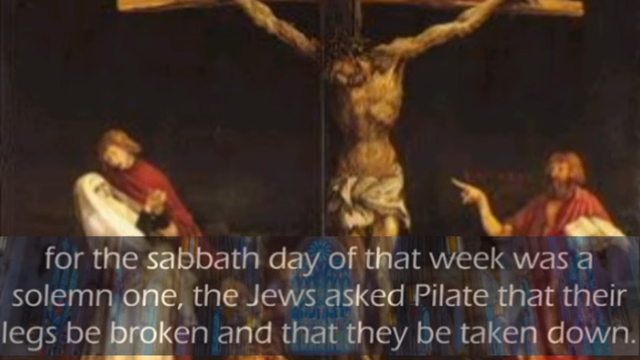 for the sabbath day of that week was a
solemn one, the Jews asked Pilate that their
legs be broken and that they be taken down.